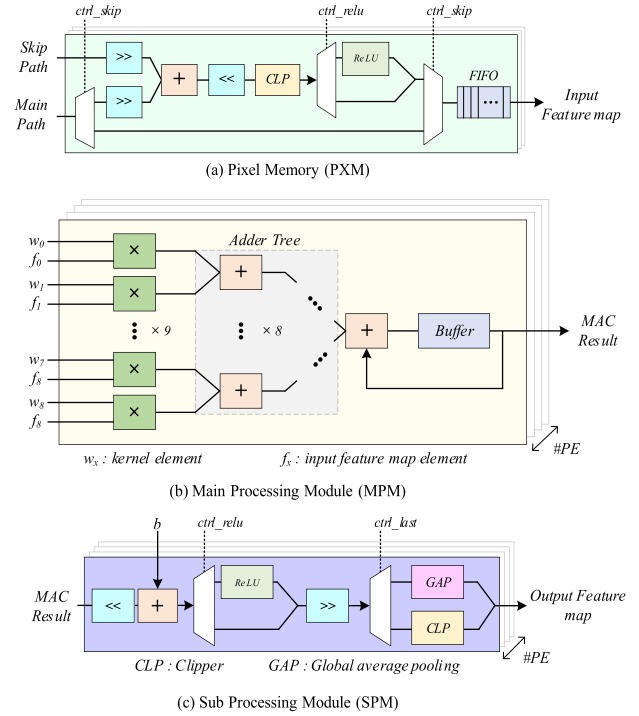 ctrl_skip ctrl_relu ctrl_skip
Skip Path >> + << CLP ReLU FIFO
Main Path >> ... Input Feature map
(a) Pixel Memory (PXM)
Adder Tree
w0 × +
f0
w1 ×
f1
× 9 × 8 + Buffer MAC Result
w7 × +
f8
w8 ×
f8
#PE
wx : kernel element fx : input feature map element
(b) Main Processing Module (MPM)
b ctrl_relu ctrl_last
MAC Result << + ReLU >> GAP CLP Output Feature map
CLP : Clipper GAP : Global average pooling #PE
(c) Sub Processing Module (SPM)